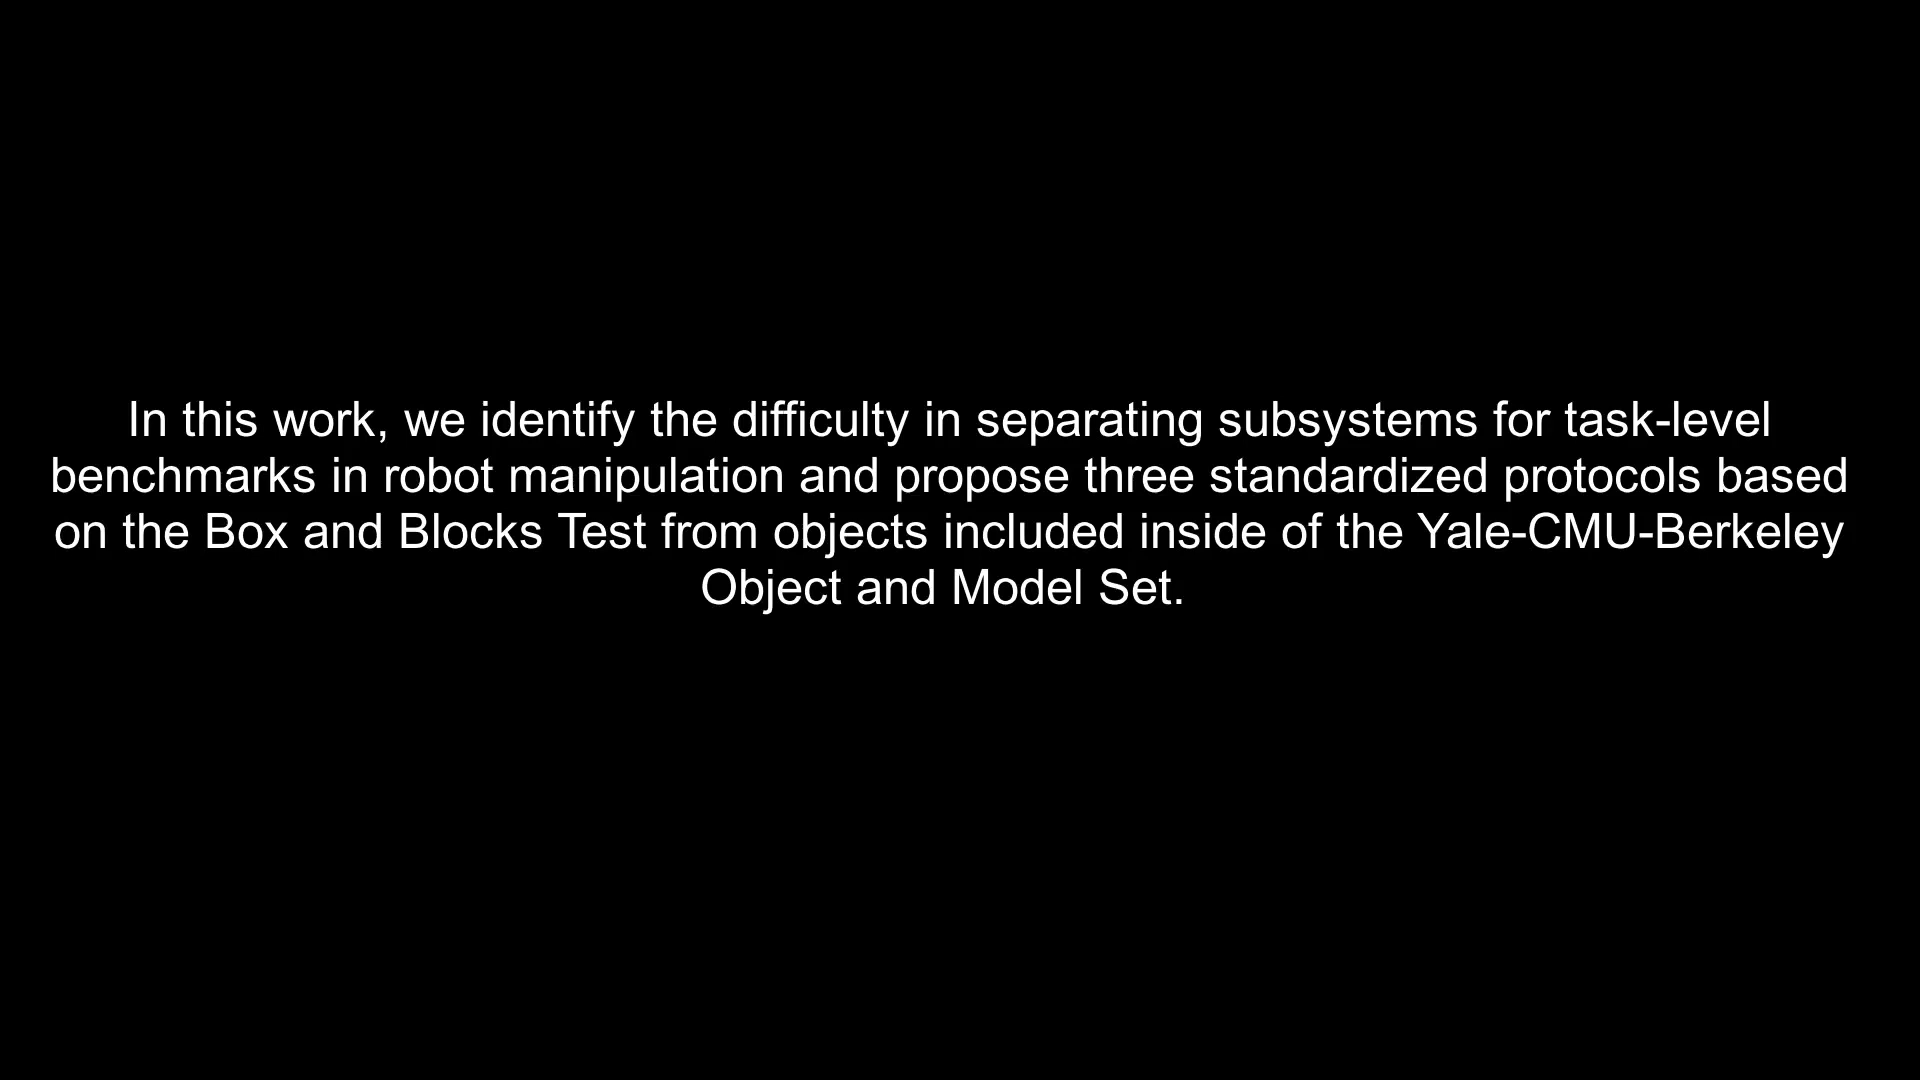 In this work, we identify the difficulty in separating subsystems for task-level
benchmarks in robot manipulation and propose three standardized protocols based
on the Box and Blocks Test from objects included inside of the Yale-CMU-Berkeley
Object and Model Set.